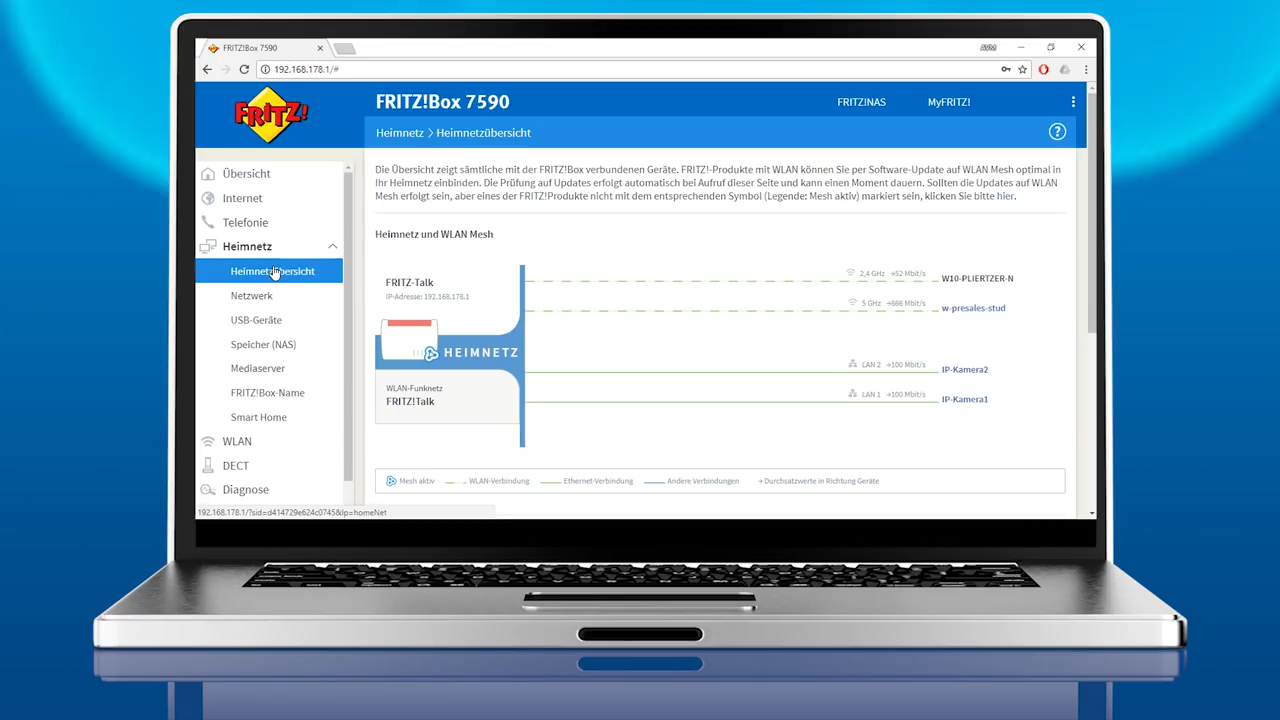 FRITZ!Box 7590
AVM
192.168.178.1/#
FRITZ!
FRITZ!Box 7590
FRITZ!NAS
MyFRITZ!
Heimnetz > Heimnetzübersicht
?
Übersicht
Internet
Telefonie
Heimnetz
Heimnetzübersicht
Netzwerk
USB-Geräte
Speicher (NAS)
Mediaserver
FRITZ!Box-Name
Smart Home
WLAN
DECT
Diagnose
Die Übersicht zeigt sämtliche mit der FRITZ!Box verbundenen Geräte. FRITZ!-Produkte mit WLAN können Sie per Software-Update auf WLAN Mesh optimal in
Ihr Heimnetz einbinden. Die Prüfung auf Updates erfolgt automatisch bei Aufruf dieser Seite und kann einen Moment dauern. Sollten die Updates auf WLAN
Mesh erfolgt sein, aber eines der FRITZ!Produkte nicht mit dem entsprechenden Symbol (Legende: Mesh aktiv) markiert sein, klicken Sie bitte hier.
Heimnetz und WLAN Mesh
FRITZ-Talk
IP-Adresse: 192.168.178.1
HEIMNETZ
WLAN-Funknetz
FRITZ!Talk
2,4 GHz →52 Mbit/s W10-PLIERTZER-N
5 GHz →866 Mbit/s w-presales-stud
LAN 2 →100 Mbit/s IP-Kamera2
LAN 1 →100 Mbit/s IP-Kamera1
Mesh aktiv WLAN-Verbindung Ethernet-Verbindung Andere Verbindungen → Durchsatzwerte in Richtung Geräte
192.168.178.1/?sid=d414729e624c0745&lp=homeNet